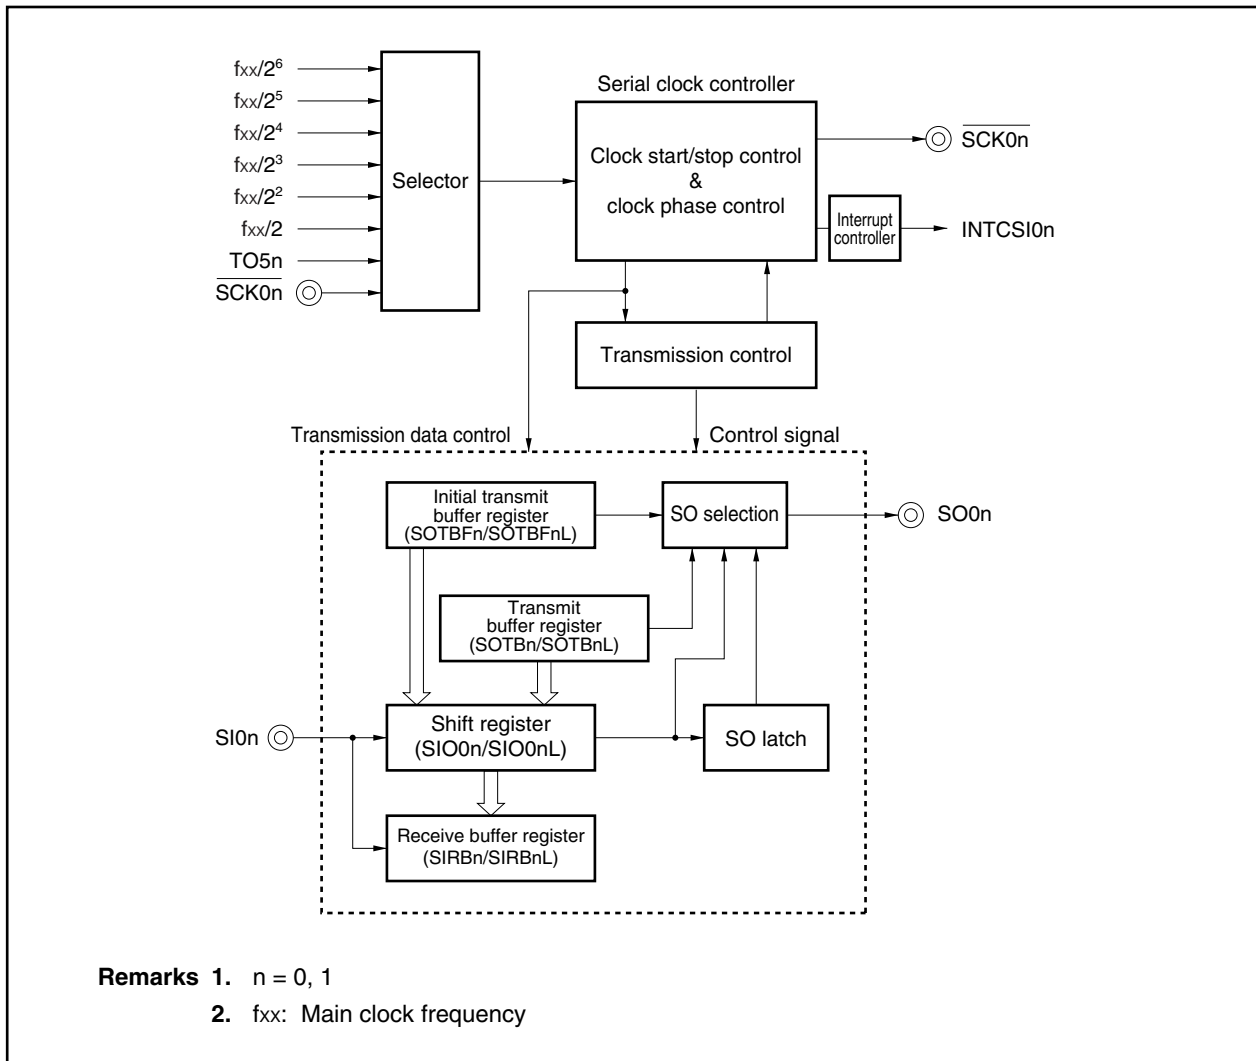 fxx/2⁶
fxx/2⁵
fxx/2⁴
fxx/2³
fxx/2²
fxx/2
TO5n
SCK0n
Selector
Serial clock controller
Clock start/stop control
&
clock phase control
SCK0n
Interrupt
controller
INTCSI0n
Transmission control
Transmission data control
Control signal
Initial transmit
buffer register
(SOTBFn/SOTBFnL)
SO selection
SO0n
Transmit
buffer register
(SOTBn/SOTBnL)
SI0n
Shift register
(SIO0n/SIO0nL)
SO latch
Receive buffer register
(SIRBn/SIRBnL)
Remarks 1. n = 0, 1
2. fxx: Main clock frequency